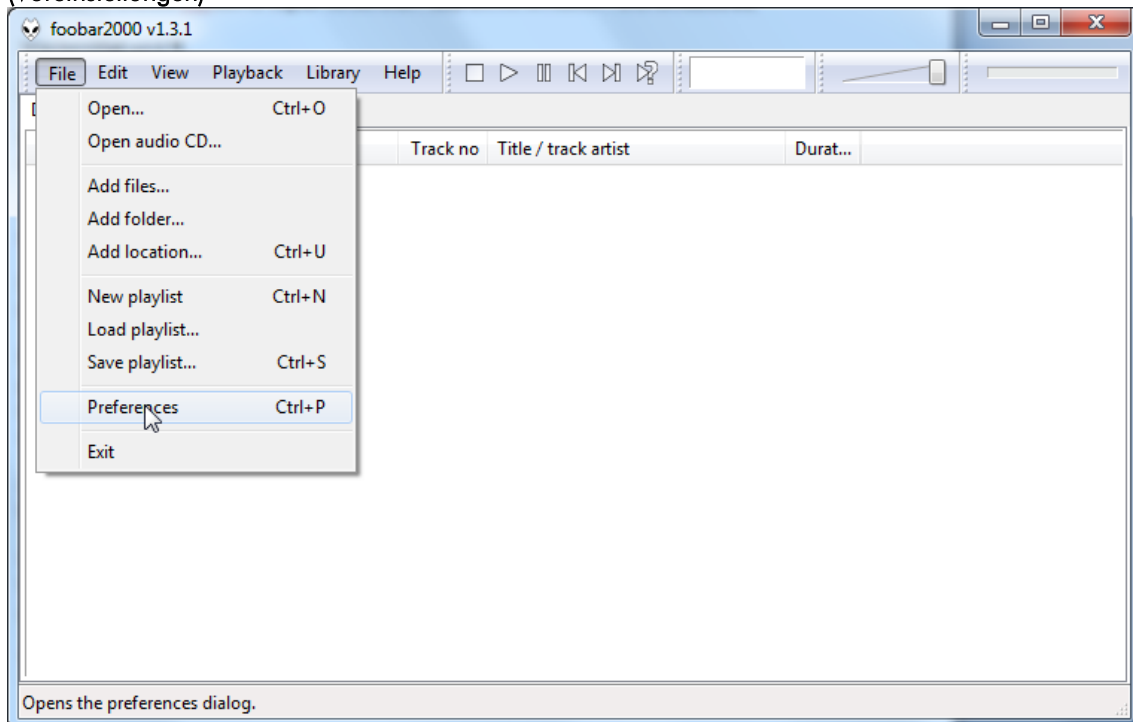 (Voreinstellungen)
foobar2000 v1.3.1
File Edit View Playback Library Help
Open... Ctrl+O
Open audio CD...
Track no Title / track artist Durat...
Add files...
Add folder...
Add location... Ctrl+U
New playlist Ctrl+N
Load playlist...
Save playlist... Ctrl+S
Preferences Ctrl+P
Exit
Opens the preferences dialog.